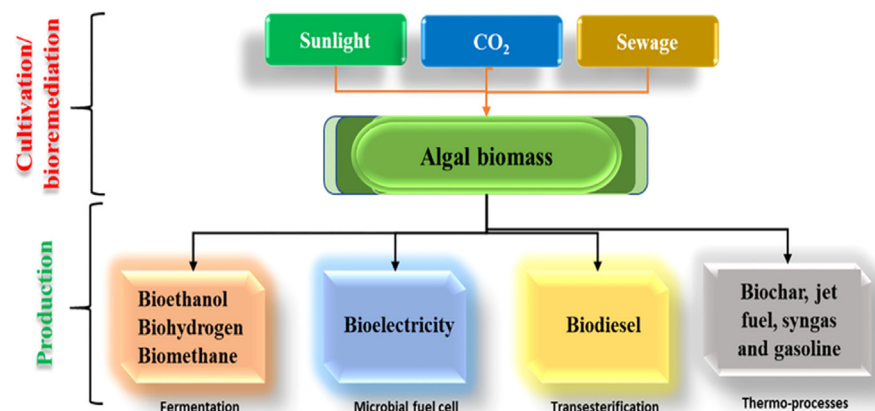 Cultivation/
bioremediation
Sunlight
CO₂
Sewage
Algal biomass
Production
Bioethanol
Biohydrogen
Biomethane
Bioelectricity
Biodiesel
Biochar, jet
fuel, syngas
and gasoline
Fermentation
Microbial fuel cell
Transesterification
Thermo-processes